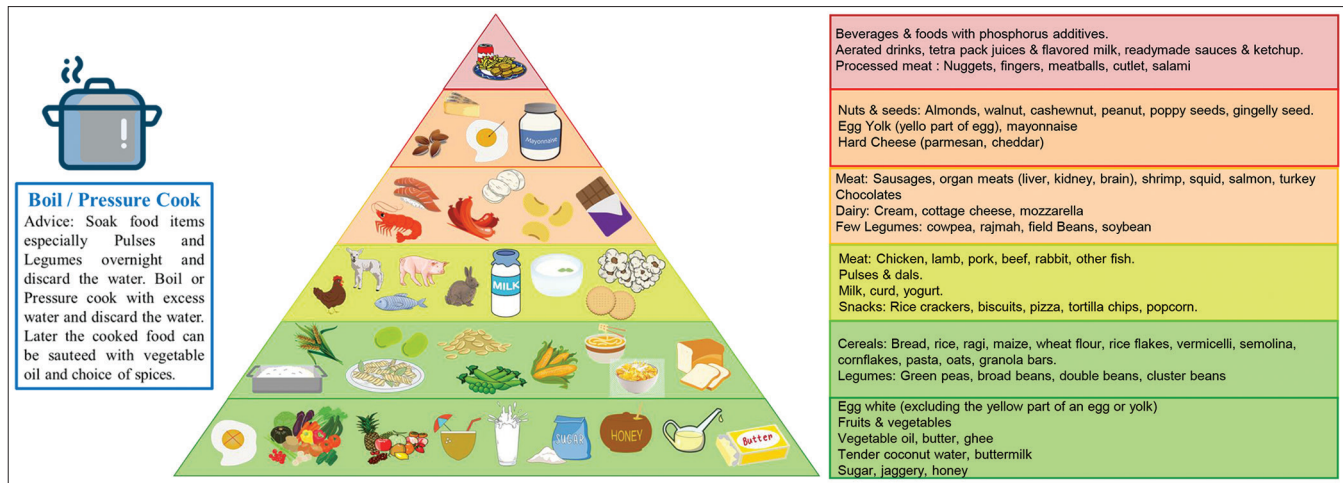 Boil / Pressure Cook
Advice: Soak food items
especially Pulses and
Legumes overnight and
discard the water. Boil or
Pressure cook with excess
water and discard the water.
Later the cooked food can
be sauteed with vegetable
oil and choice of spices.
Mayonnaise
MILK
SUGAR
HONEY
Butter
Beverages & foods with phosphorus additives.
Aerated drinks, tetra pack juices & flavored milk, readymade sauces & ketchup.
Processed meat : Nuggets, fingers, meatballs, cutlet, salami
Nuts & seeds: Almonds, walnut, cashewnut, peanut, poppy seeds, gingelly seed.
Egg Yolk (yello part of egg), mayonnaise
Hard Cheese (parmesan, cheddar)
Meat: Sausages, organ meats (liver, kidney, brain), shrimp, squid, salmon, turkey
Chocolates
Dairy: Cream, cottage cheese, mozzarella
Few Legumes: cowpea, rajmah, field Beans, soybean
Meat: Chicken, lamb, pork, beef, rabbit, other fish.
Pulses & dals.
Milk, curd, yogurt.
Snacks: Rice crackers, biscuits, pizza, tortilla chips, popcorn.
Cereals: Bread, rice, ragi, maize, wheat flour, rice flakes, vermicelli, semolina,
cornflakes, pasta, oats, granola bars.
Legumes: Green peas, broad beans, double beans, cluster beans
Egg white (excluding the yellow part of an egg or yolk)
Fruits & vegetables
Vegetable oil, butter, ghee
Tender coconut water, buttermilk
Sugar, jaggery, honey